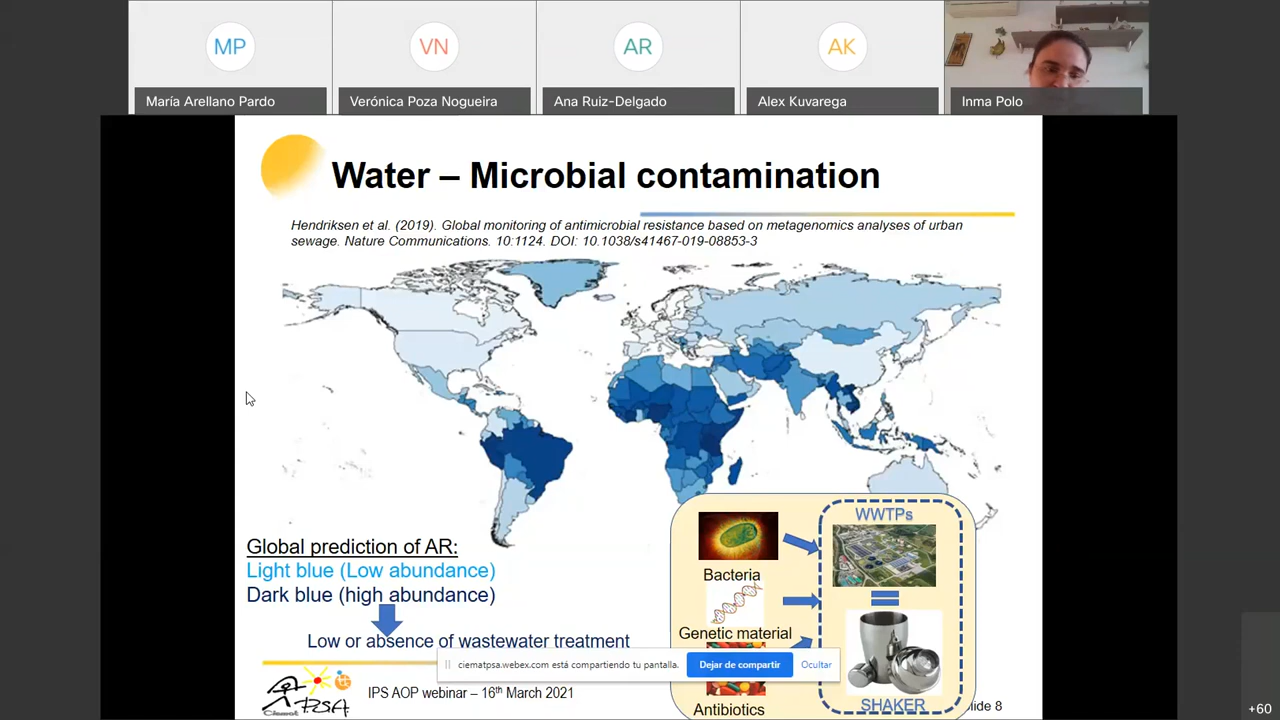 MP
VN
AR
AK
María Arellano Pardo
Verónica Poza Nogueira
Ana Ruiz-Delgado
Alex Kuvarega
Inma Polo
Water – Microbial contamination
Hendriksen et al. (2019). Global monitoring of antimicrobial resistance based on metagenomics analyses of urban
sewage. Nature Communications. 10:1124. DOI: 10.1038/s41467-019-08853-3
Global prediction of AR:
Light blue (Low abundance)
Dark blue (high abundance)
Low or absence of wastewater treatment
WWTPs
Bacteria
Genetic material
Antibiotics
SHAKER
ciematpsa.webex.com está compartiendo tu pantalla.
Dejar de compartir
Ocultar
Ciemat
PSA
IPS AOP webinar – 16th March 2021
lide 8
+60